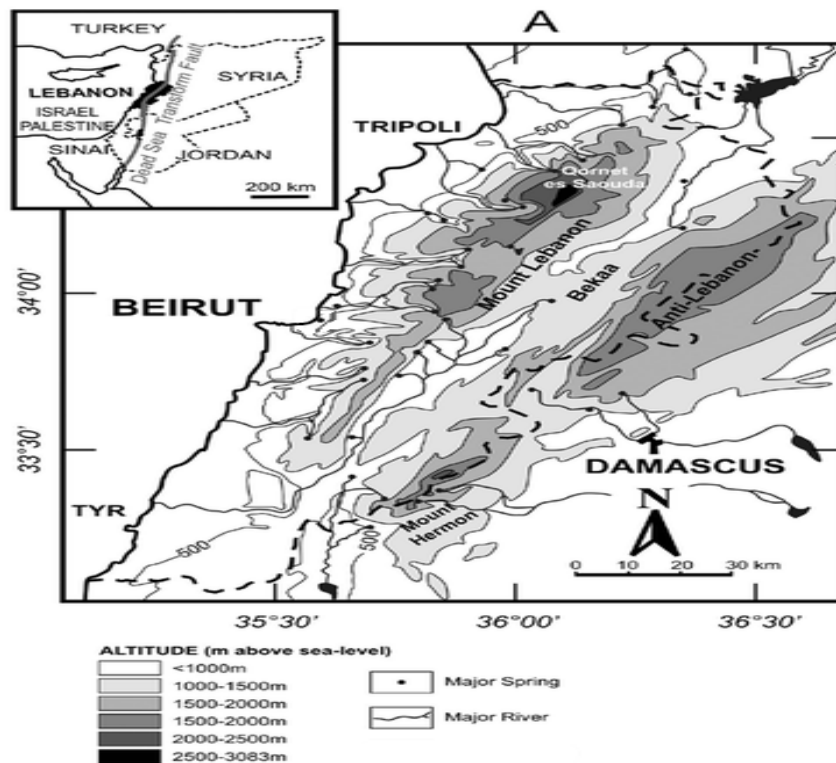 A
TURKEY
SYRIA
LEBANON
ISRAEL
PALESTINE
SINAI
JORDAN
Dead Sea Transform Fault
200 km
TRIPOLI
500
Qornet
es Saouda
Mount Lebanon
Bekaa
Anti-Lebanon
BEIRUT
34°00'
33°30'
DAMASCUS
TYR
Mount
Hermon
500
500
N
0 10 20 30 km
35°30' 36°00' 36°30'
ALTITUDE (m above sea-level)
<1000m
1000-1500m
1500-2000m
1500-2000m
2000-2500m
2500-3083m
Major Spring
Major River